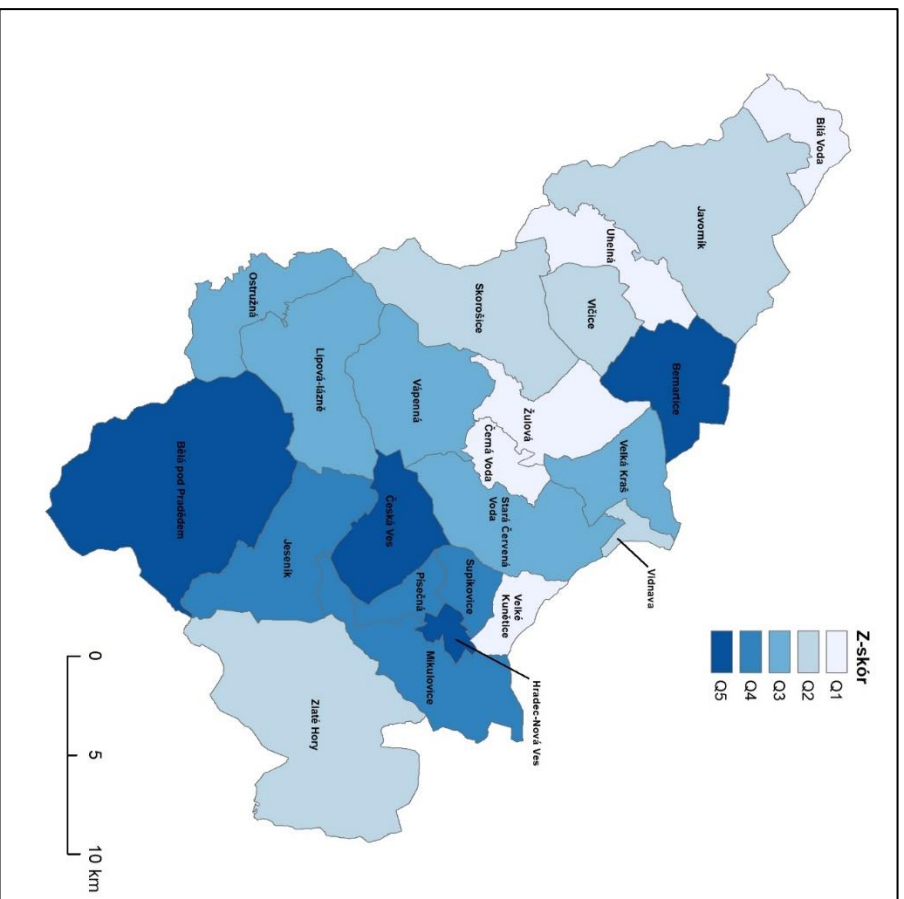 Bílá Voda
Javorník
Uhelná
Vlčice
Bernartice
Skorošice
Žulová
Černá Voda
Velká Kraš
Vidnava
Stará Červená
Voda
Vápenná
Lipová-lázně
Ostružná
Bělá pod Pradědem
Česká Ves
Jeseník
Písečná
Supíkovice
Velké
Kunětice
Hradec-Nová Ves
Mikulovice
Zlaté Hory
Z-skór
Q1
Q2
Q3
Q4
Q5
0
5
10 km